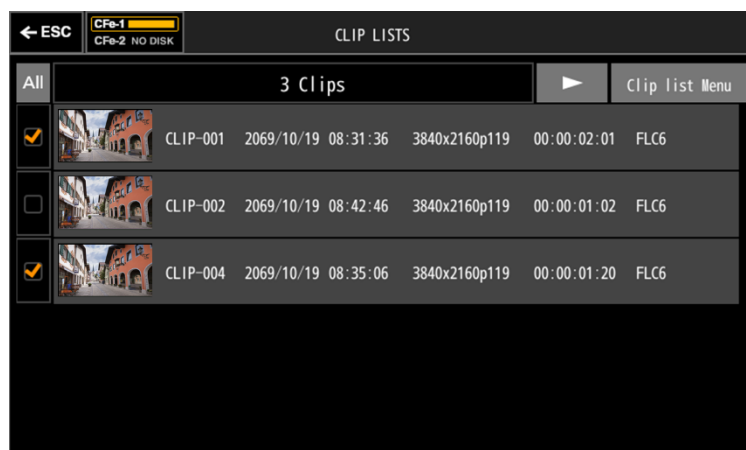 ← ESC
CFe-1
CFe-2 NO DISK
CLIP LISTS
All
3 Clips
Clip list Menu
CLIP-001 2069/10/19 08:31:36 3840x2160p119 00:00:02:01 FLC6
CLIP-002 2069/10/19 08:42:46 3840x2160p119 00:00:01:02 FLC6
CLIP-004 2069/10/19 08:35:06 3840x2160p119 00:00:01:20 FLC6